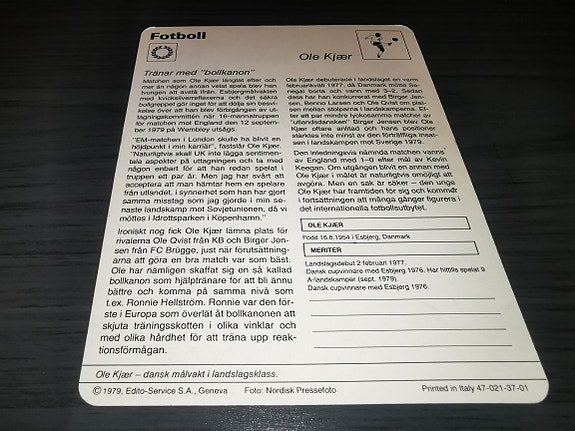 Fotboll
Ole Kjær
Tränar med "bollkanon"
Matchen som Ole Kjær längtat efter och
mer än någon annan velat spela blev han
tvungen att avstå ifrån. Esbjergmålvakten
med knivsilverreflexerna och det säkra
bollgreppet gör inget för att dölja sin besvi-
kelse över att han blev förbigången av ut-
tagningskommittén när 16-mannatruppen
för matchen mot England den 12 septem-
ber 1979 på Wembley utsågs.
"EM-matchen i London skulle ha blivit en
höjdpunkt i min karriär", fastslår Ole Kjær.
"Naturligtvis skall UK inte lägga sentimen-
tala aspekter på uttagningen och ta med
någon enbart för att han redan spelat i
truppen ett par år. Men jag har svårt att
acceptera att man hämtar hem en spelare
från utlandet, i synnerhet som han har gjort
samma misstag som jag gjorde i min se-
naste landskamp mot Sovjetunionen, då vi
möttes i Idrottsparken i Köpenhamn."
Ironiskt nog fick Ole Kjær lämna plats för
rivalerna Ole Qvist från KB och Birger Jen-
sen från FC Brügge, just när förutsättning-
arna att göra en bra match var som bäst.
Ole har nämligen skaffat sig en så kallad
bollkanon som hjälptränare för att bli ännu
bättre och komma på samma nivå som
t.ex. Ronnie Hellström. Ronnie var den för-
ste i Europa som överlät åt bollkanonen att
skjuta träningsskotten i olika vinklar och
med olika hårdhet för att träna upp reak-
tionsförmågan.
Ole Kjær debuterade i landslaget en varm
februarikväll 1977, då Danmark mötte Se-
negal borta och vann med 3–2. Sedan
dess har han konkurrerat med Birger Jen-
sen, Benno Larsen och Ole Qvist om plat-
sen mellan stolparna i landskamperna. Ef-
ter ett par mindre lyckosamma matcher av
"utlandsdansken" Birger Jensen blev Ole
Kjær oftare anlitad och hans positioner
stärktes inte minst av den förträffliga insat-
sen i landskampen mot Sverige 1979.
Den inledningsvis nämnda matchen vanns
av England med 1–0 efter mål av Kevin
Keegan. Om utgången blivit en annan med
Ole Kjær i målet är naturligtvis omöjligt att
avgöra. Men en sak är säker – den unge
Ole Kjær har framtiden för sig och kommer
i fortsättningen att många gånger figurera i
det internationella fotbollsutbytet.
OLE KJÆR
Född 16.8.1954 i Esbjerg, Danmark
MERITER
Landslagsdebut 2 februari 1977.
Dansk cupvinnare med Esbjerg 1976. Har hittills spelat 9
A-landskamper (sept. 1979).
Dansk cupvinnare med Esbjerg 1976.
Ole Kjær – dansk målvakt i landslagsklass.
© 1979, Edito-Service S.A., Geneva
Foto: Nordisk Pressefoto
Printed in Italy 47-021-37-01